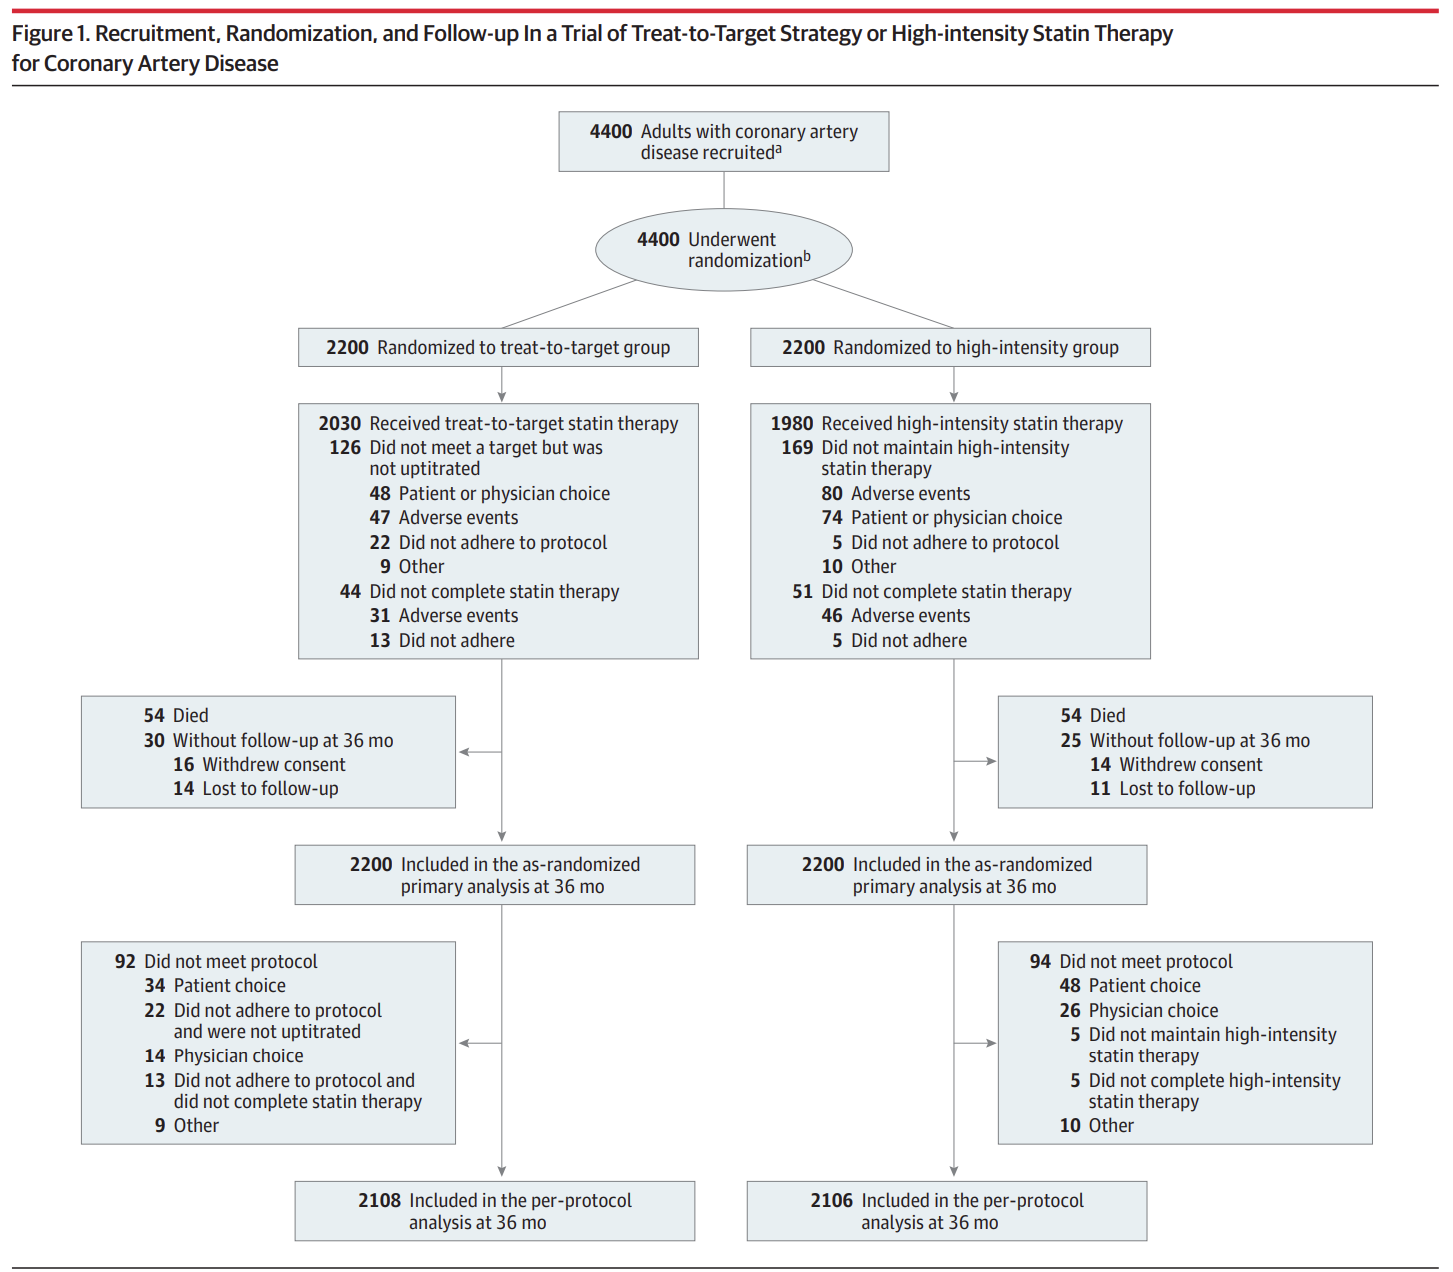 Figure 1. Recruitment, Randomization, and Follow-up In a Trial of Treat-to-Target Strategy or High-intensity Statin Therapy
for Coronary Artery Disease
4400 Adults with coronary artery
disease recruitedᵃ
4400 Underwent
randomizationᵇ
2200 Randomized to treat-to-target group
2200 Randomized to high-intensity group
2030 Received treat-to-target statin therapy
126 Did not meet a target but was
not uptitrated
48 Patient or physician choice
47 Adverse events
22 Did not adhere to protocol
9 Other
44 Did not complete statin therapy
31 Adverse events
13 Did not adhere
1980 Received high-intensity statin therapy
169 Did not maintain high-intensity
statin therapy
80 Adverse events
74 Patient or physician choice
5 Did not adhere to protocol
10 Other
51 Did not complete statin therapy
46 Adverse events
5 Did not adhere
54 Died
30 Without follow-up at 36 mo
16 Withdrew consent
14 Lost to follow-up
54 Died
25 Without follow-up at 36 mo
14 Withdrew consent
11 Lost to follow-up
2200 Included in the as-randomized
primary analysis at 36 mo
2200 Included in the as-randomized
primary analysis at 36 mo
92 Did not meet protocol
34 Patient choice
22 Did not adhere to protocol
and were not uptitrated
14 Physician choice
13 Did not adhere to protocol and
did not complete statin therapy
9 Other
94 Did not meet protocol
48 Patient choice
26 Physician choice
5 Did not maintain high-intensity
statin therapy
5 Did not complete high-intensity
statin therapy
10 Other
2108 Included in the per-protocol
analysis at 36 mo
2106 Included in the per-protocol
analysis at 36 mo